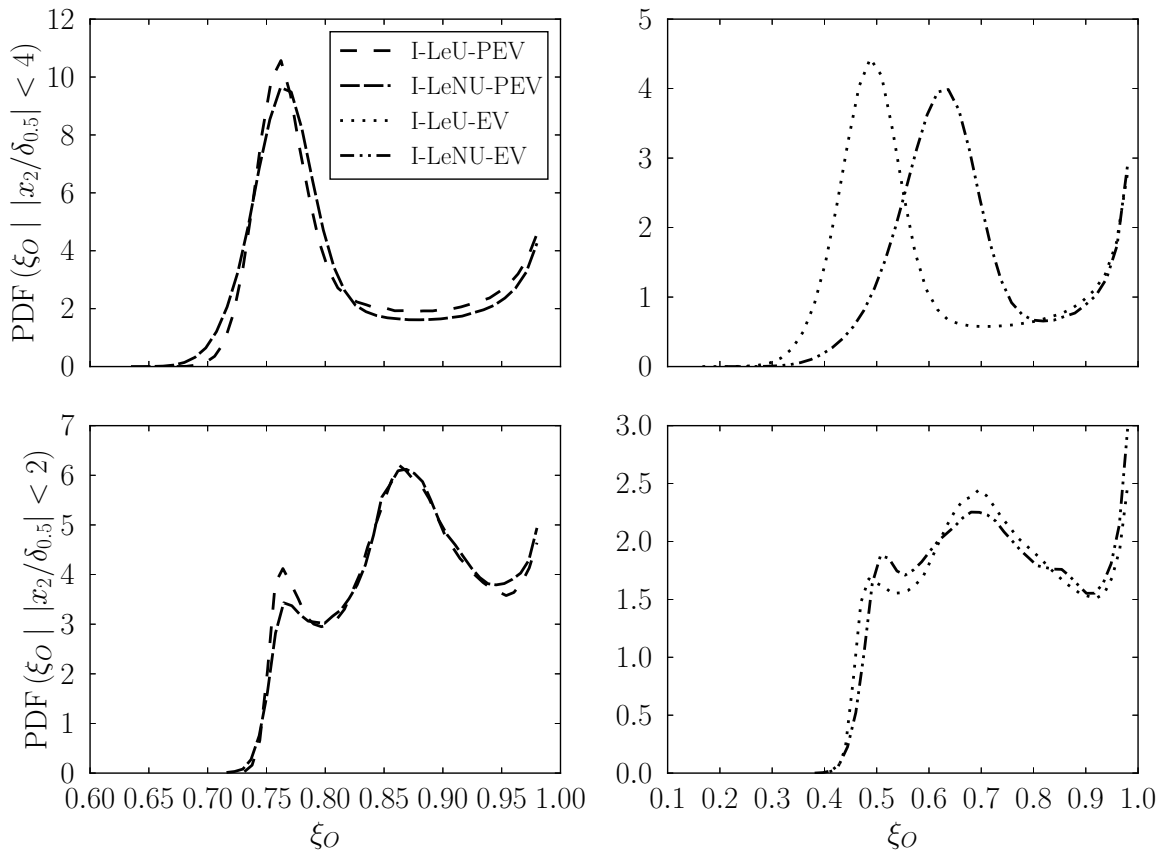 12
10
8
6
4
2
0
PDF (ξ_O | |x_2/δ_{0.5}| < 4)
I-LeU-PEV
I-LeNU-PEV
I-LeU-EV
I-LeNU-EV
5
4
3
2
1
0
7
6
5
4
3
2
1
0
PDF (ξ_O | |x_2/δ_{0.5}| < 2)
0.60 0.65 0.70 0.75 0.80 0.85 0.90 0.95 1.00
ξ_O
3.0
2.5
2.0
1.5
1.0
0.5
0.0
0.1 0.2 0.3 0.4 0.5 0.6 0.7 0.8 0.9 1.0
ξ_O